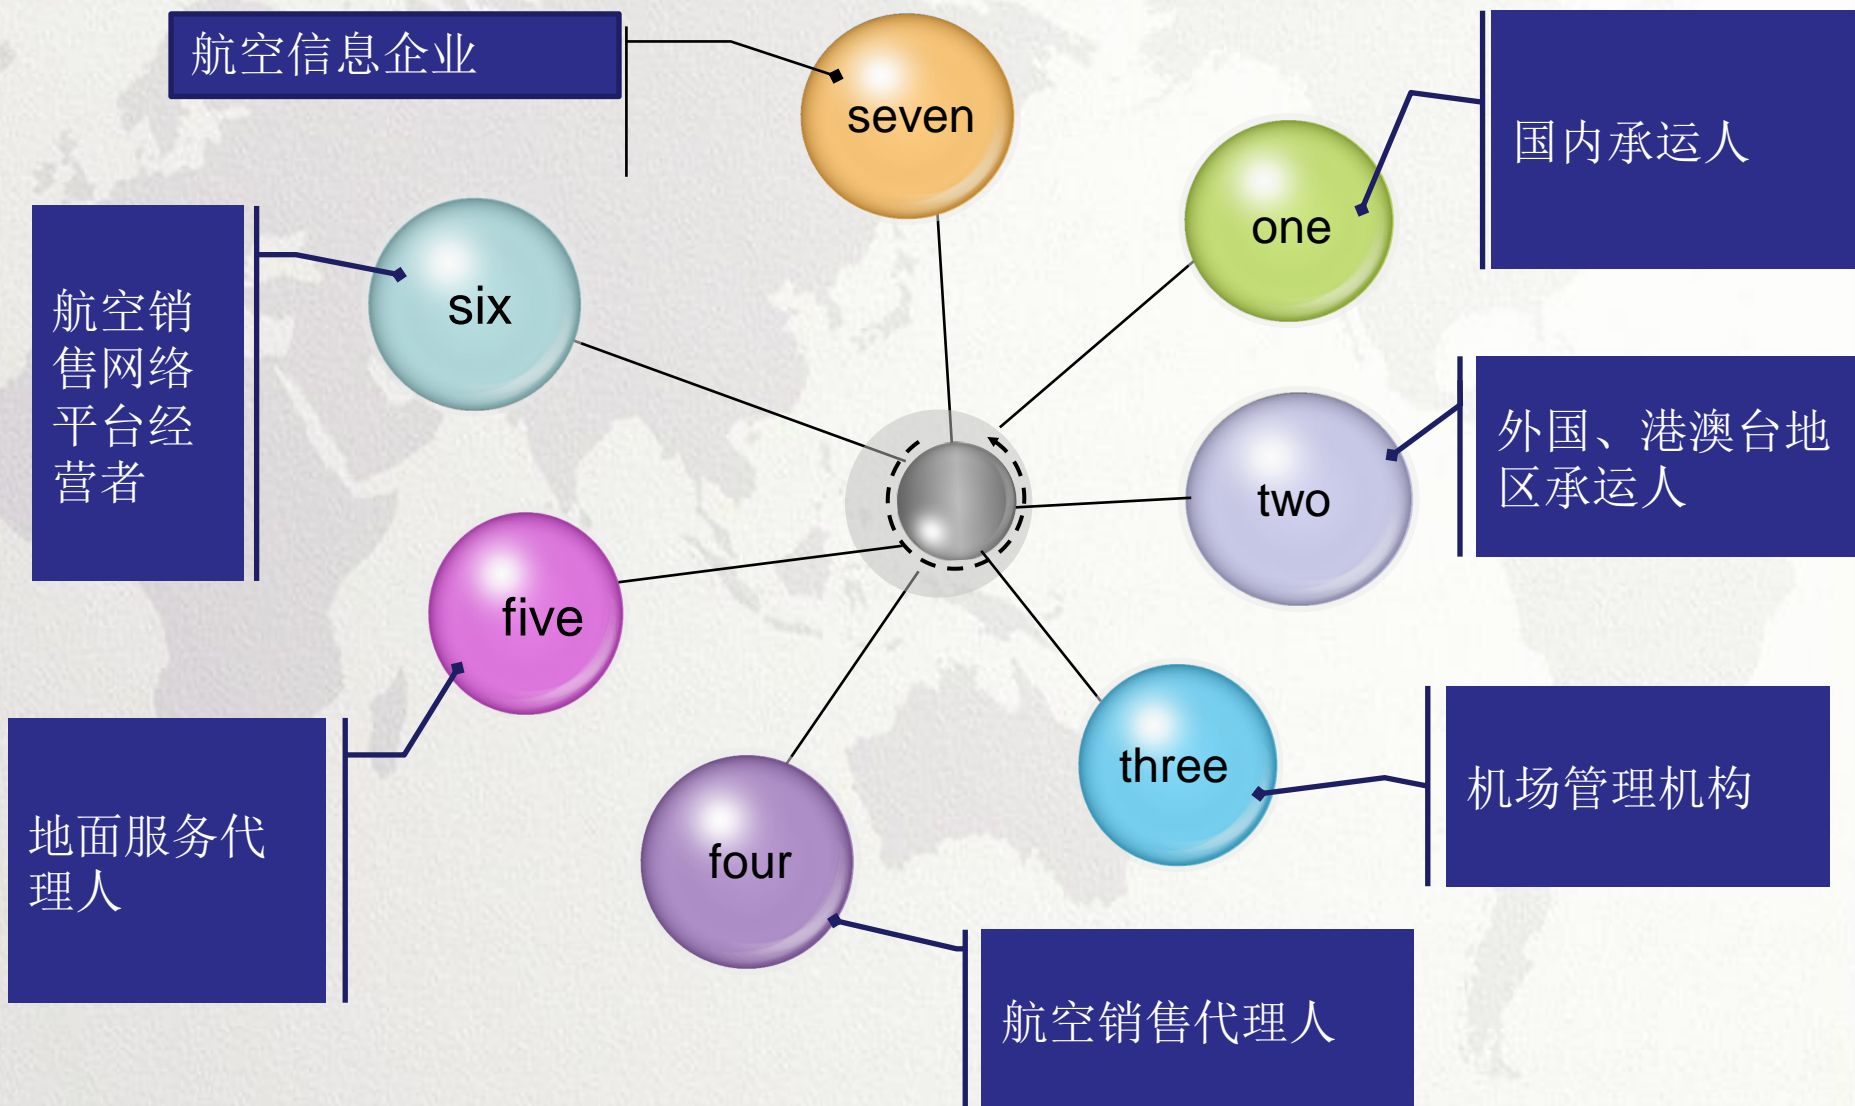 航空信息企业
seven
国内承运人
one
航空销
售网络
平台经
营者
six
外国、港澳台地
区承运人
two
five
地面服务代
理人
three
机场管理机构
four
航空销售代理人